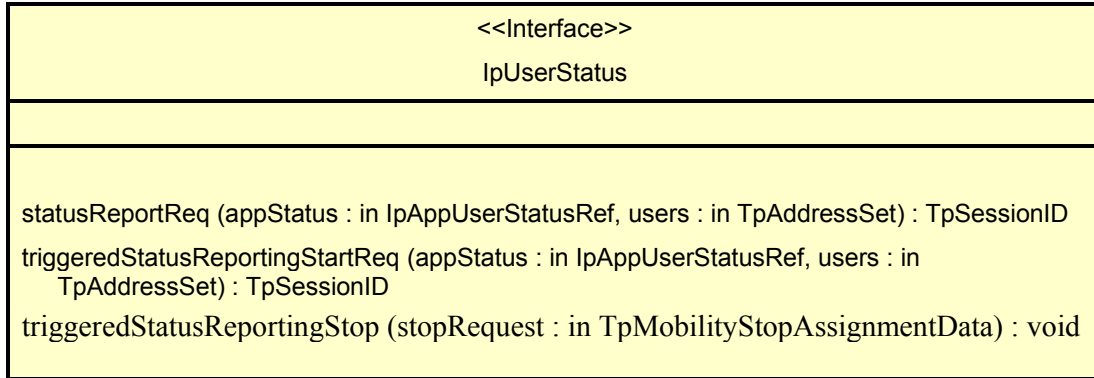 <<Interface>>
IpUserStatus
statusReportReq (appStatus : in IpAppUserStatusRef, users : in TpAddressSet) : TpSessionID
triggeredStatusReportingStartReq (appStatus : in IpAppUserStatusRef, users : in
TpAddressSet) : TpSessionID
triggeredStatusReportingStop (stopRequest : in TpMobilityStopAssignmentData) : void